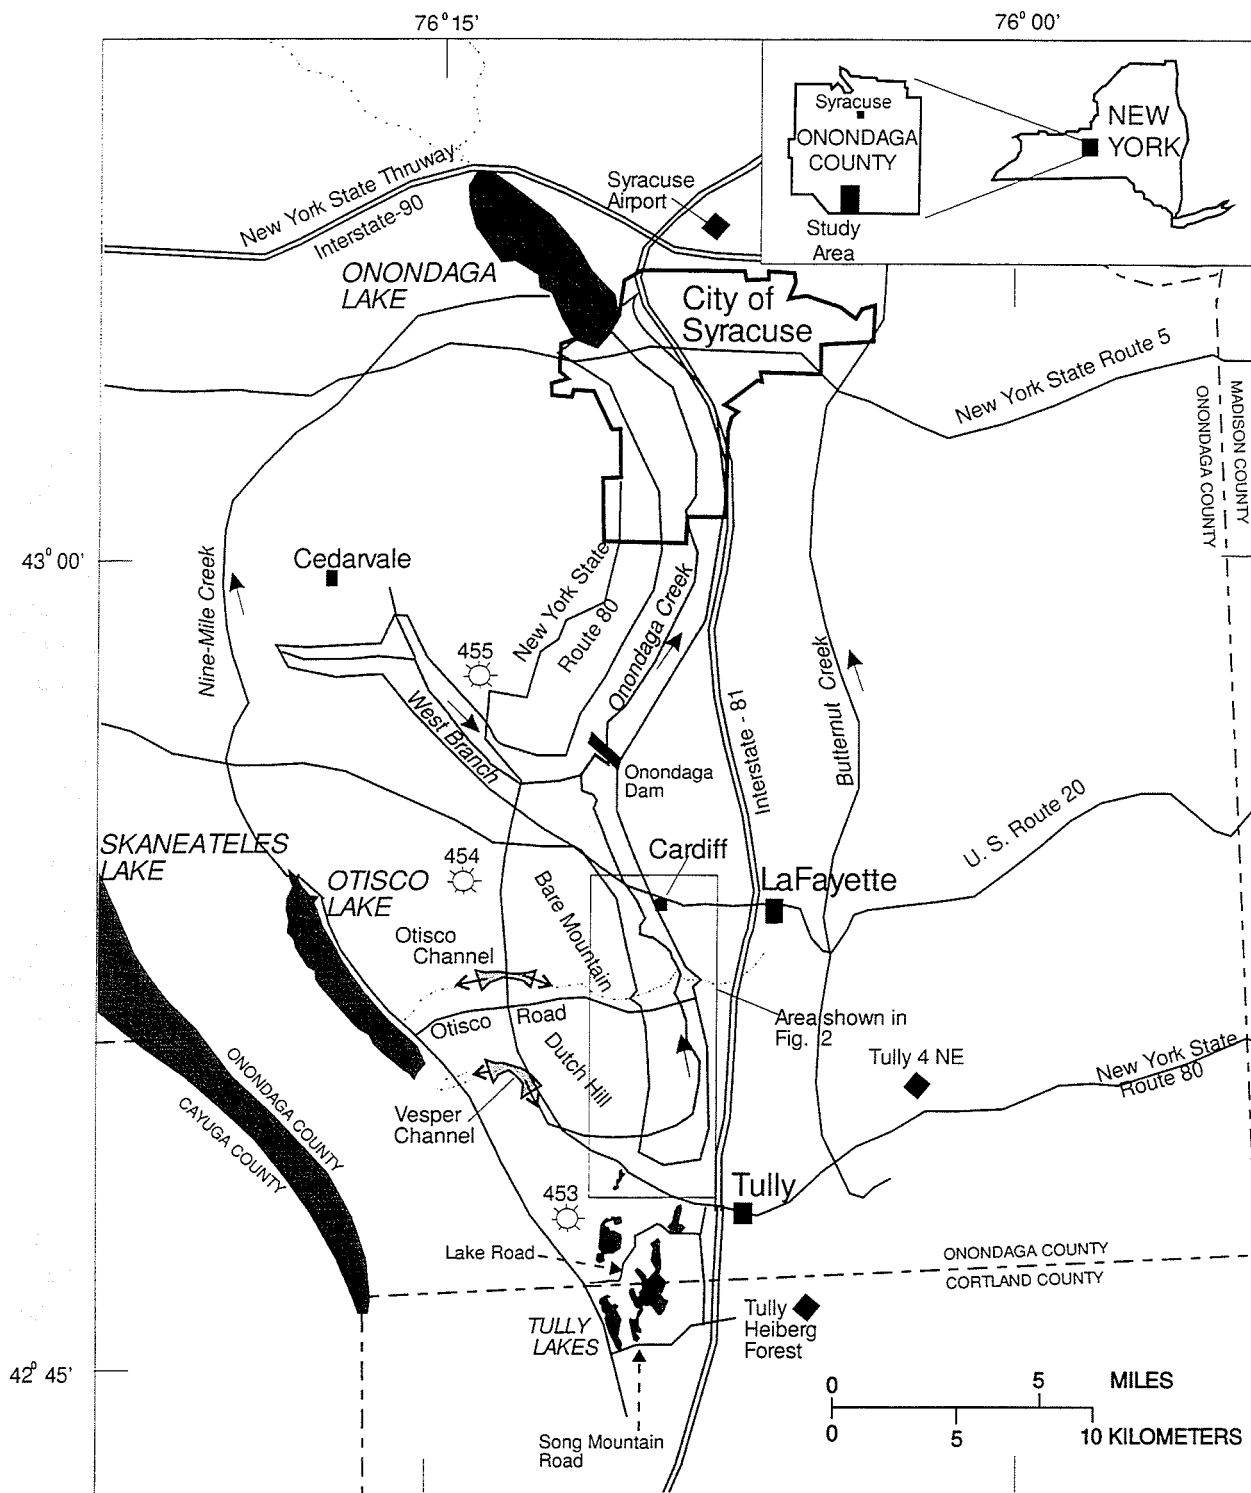 76° 15'
76° 00'
Syracuse
ONONDAGA
COUNTY
Study
Area
NEW
YORK
New York State Thruway
Interstate-90
Syracuse
Airport
ONONDAGA
LAKE
City of
Syracuse
New York State Route 5
MADISON COUNTY
ONONDAGA COUNTY
43° 00'
Cedarvale
Nine-Mile Creek
455
New York State
Route 80
Onondaga Creek
West Branch
Onondaga
Dam
Interstate - 81
Butternut Creek
U. S. Route 20
SKANEATELES
LAKE
OTISCO
LAKE
454
Cardiff
LaFayette
Bare Mountain
Otisco
Channel
Otisco Road
Dutch Hill
Area shown in
Fig. 2
Tully 4 NE
New York State
Route 80
Vesper
Channel
ONONDAGA COUNTY
CAYUGA COUNTY
453
Tully
Lake Road
ONONDAGA COUNTY
CORTLAND COUNTY
TULLY
LAKES
Tully
Heiberg
Forest
42° 45'
Song Mountain
Road
0 5 MILES
0 5 10 KILOMETERS